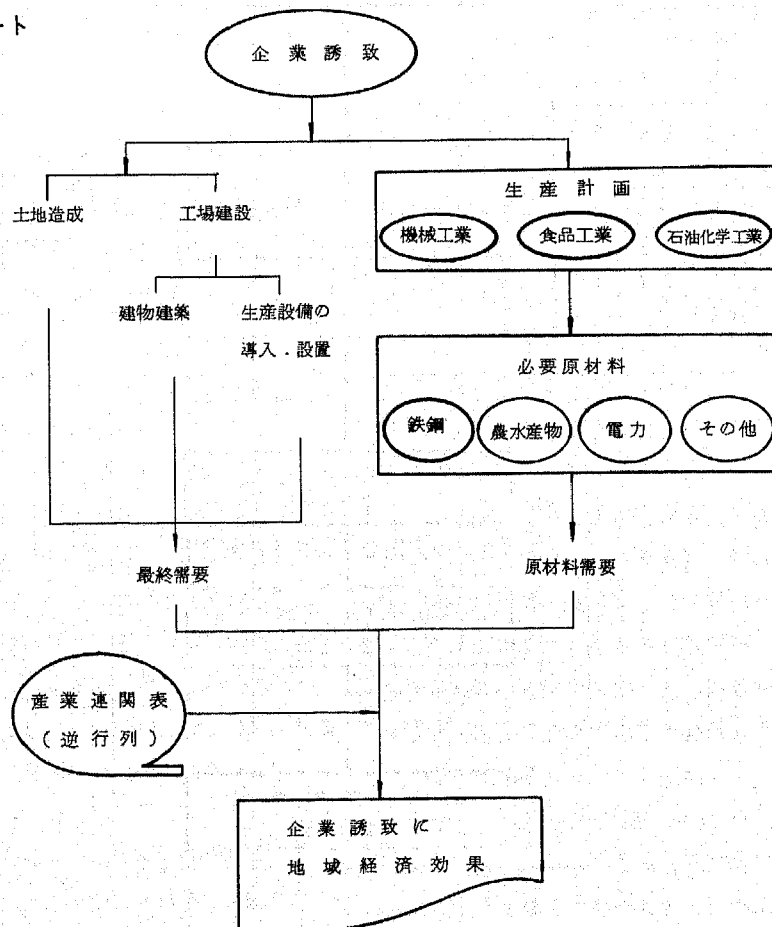 ート
企業誘致
土地造成
工場建設
生産計画
機械工業
食品工業
石油化学工業
建物建築
生産設備の
導入．設置
必要原材料
鉄鋼
農水産物
電力
その他
最終需要
原材料需要
産業連関表
(逆行列)
企業誘致に
地域経済効果